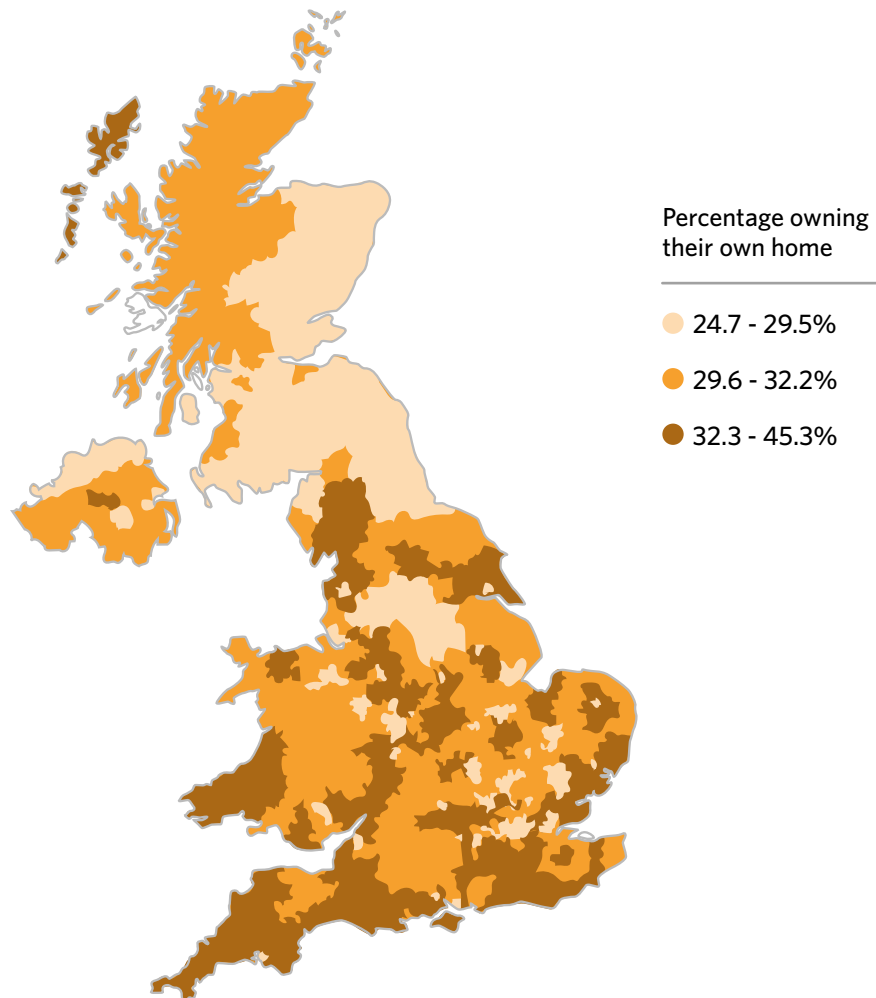 Percentage owning
their own home
24.7 - 29.5%
29.6 - 32.2%
32.3 - 45.3%